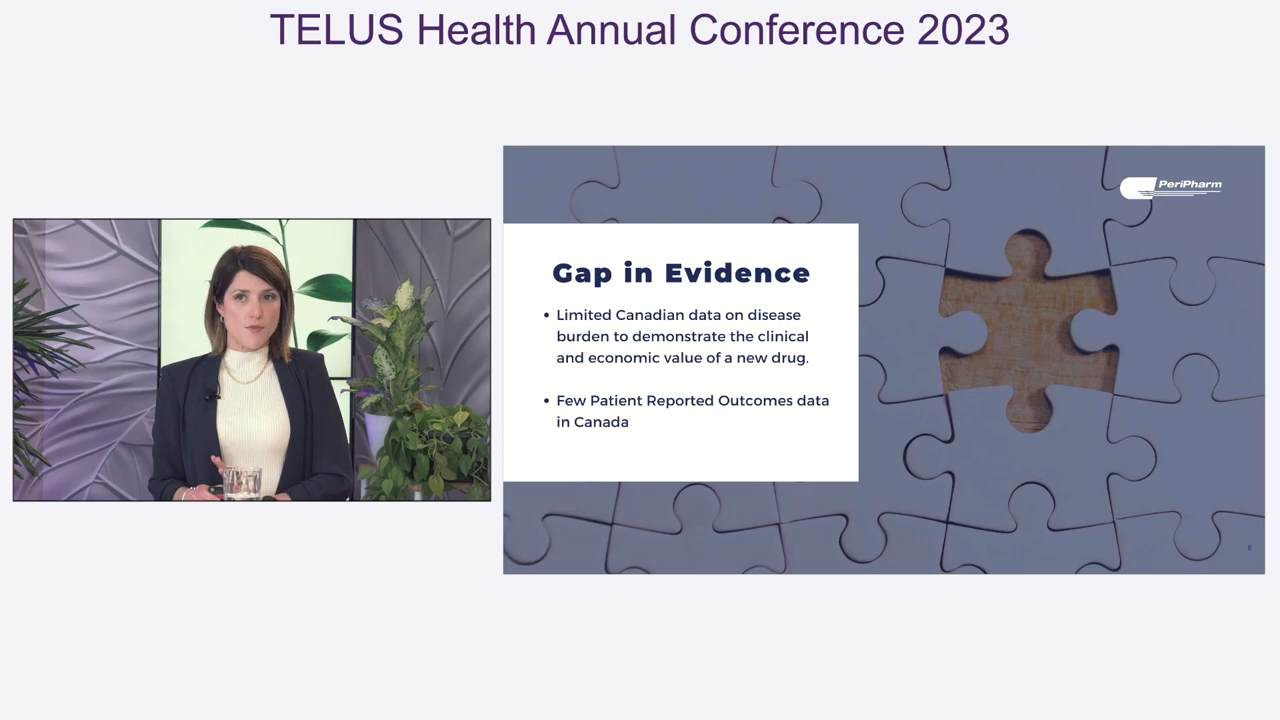 TELUS Health Annual Conference 2023
PeriPharm
Gap in Evidence
• Limited Canadian data on disease
burden to demonstrate the clinical
and economic value of a new drug.
• Few Patient Reported Outcomes data
in Canada
6